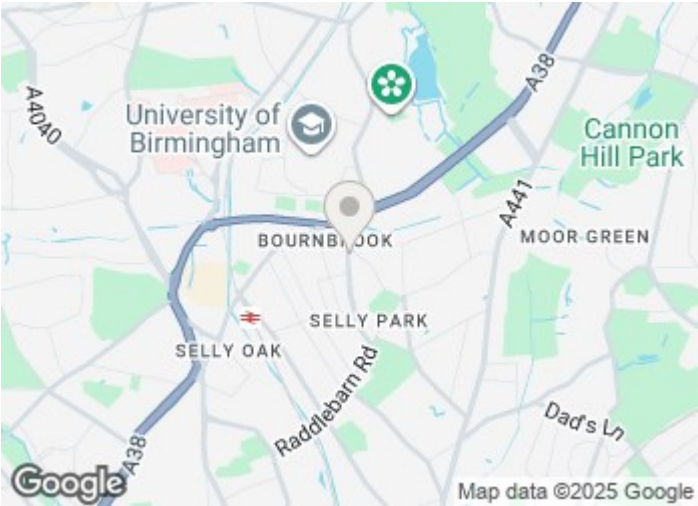 A4040
University of
Birmingham
A38
Cannon
Hill Park
A441
BOURNBROOK
MOOR GREEN
SELLY PARK
SELLY OAK
Raddlebarn Rd
Dad's Ln
A38
Google
Map data ©2025 Google